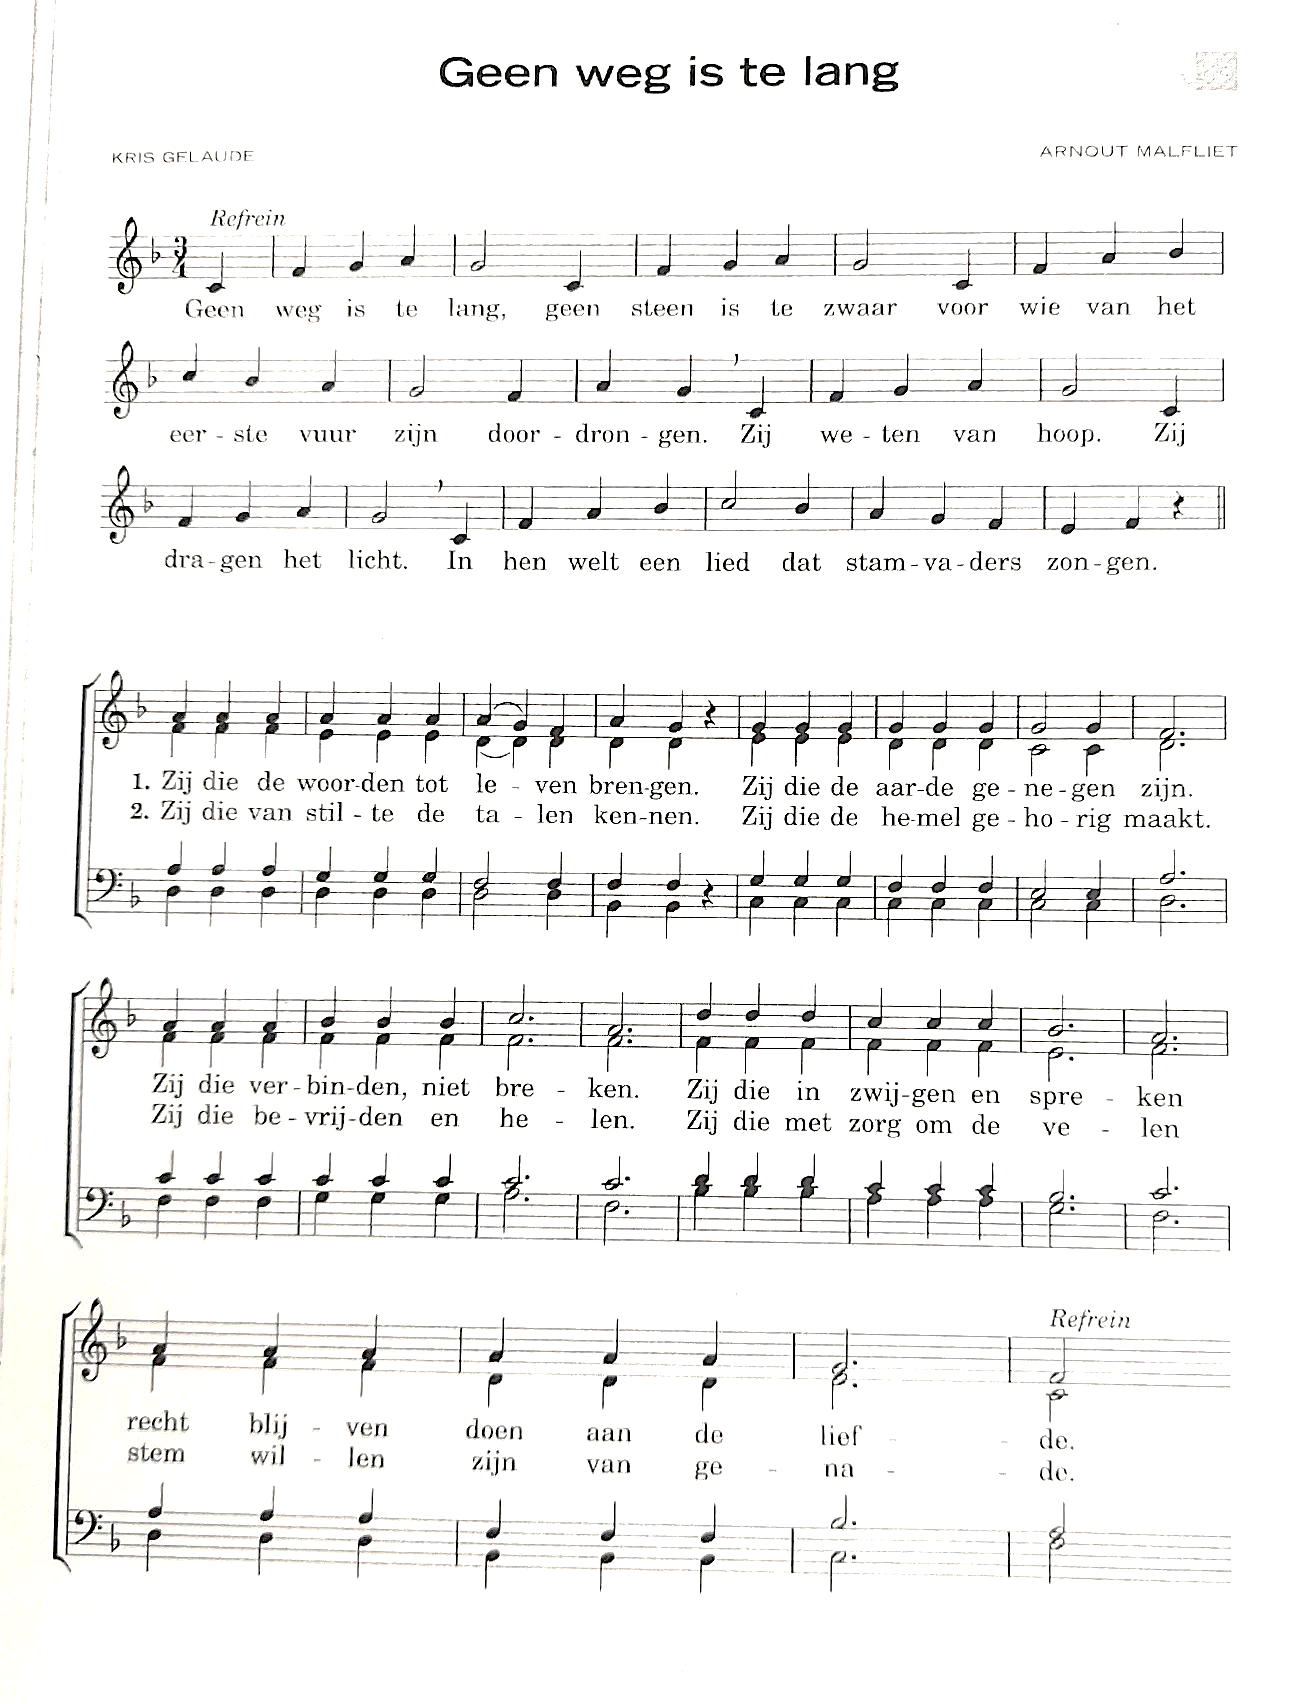 Geen weg is te lang
KRIS GELAUDE
ARNOUT MALFLIET
Refrein
3
4
Geen weg is te lang, geen steen is te zwaar voor wie van het
eer - ste vuur zijn door - dron - gen. Zij we - ten van hoop. Zij
dra - gen het licht. In hen welt een lied dat stam - va - ders zon - gen.
1. Zij die de woor-den tot le - ven bren-gen. Zij die de aar-de ge - ne - gen zijn.
2. Zij die van stil - te de ta - len ken-nen. Zij die de he-mel ge - ho - rig maakt.
Zij die ver - bin-den, niet bre - ken. Zij die in zwij-gen en spre - ken
Zij die be - vrij-den en he - len. Zij die met zorg om de ve - len
Refrein
recht blij - ven doen aan de lief - de.
stem wil - len zijn van ge - na - de.